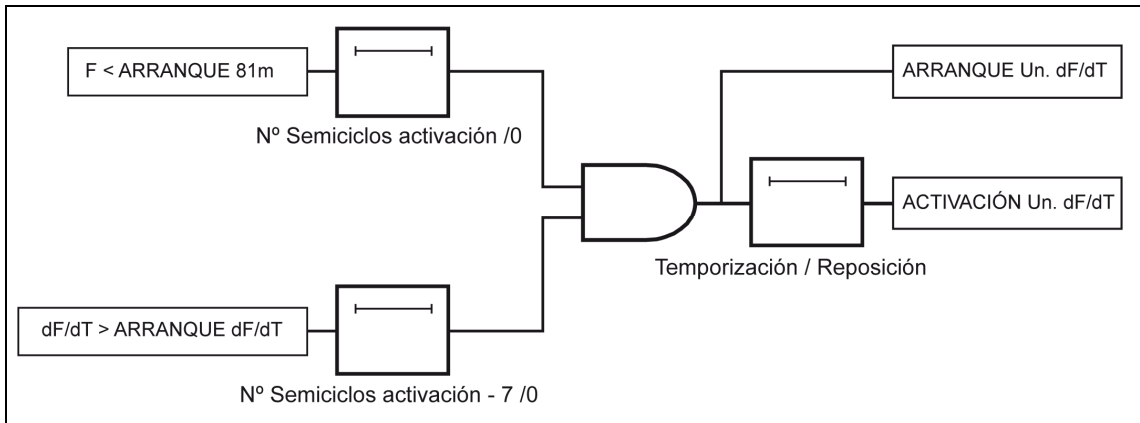 F < ARRANQUE 81m
Nº Semiciclos activación /0
ARRANQUE Un. dF/dT
ACTIVACIÓN Un. dF/dT
Temporización / Reposición
dF/dT > ARRANQUE dF/dT
Nº Semiciclos activación - 7 /0